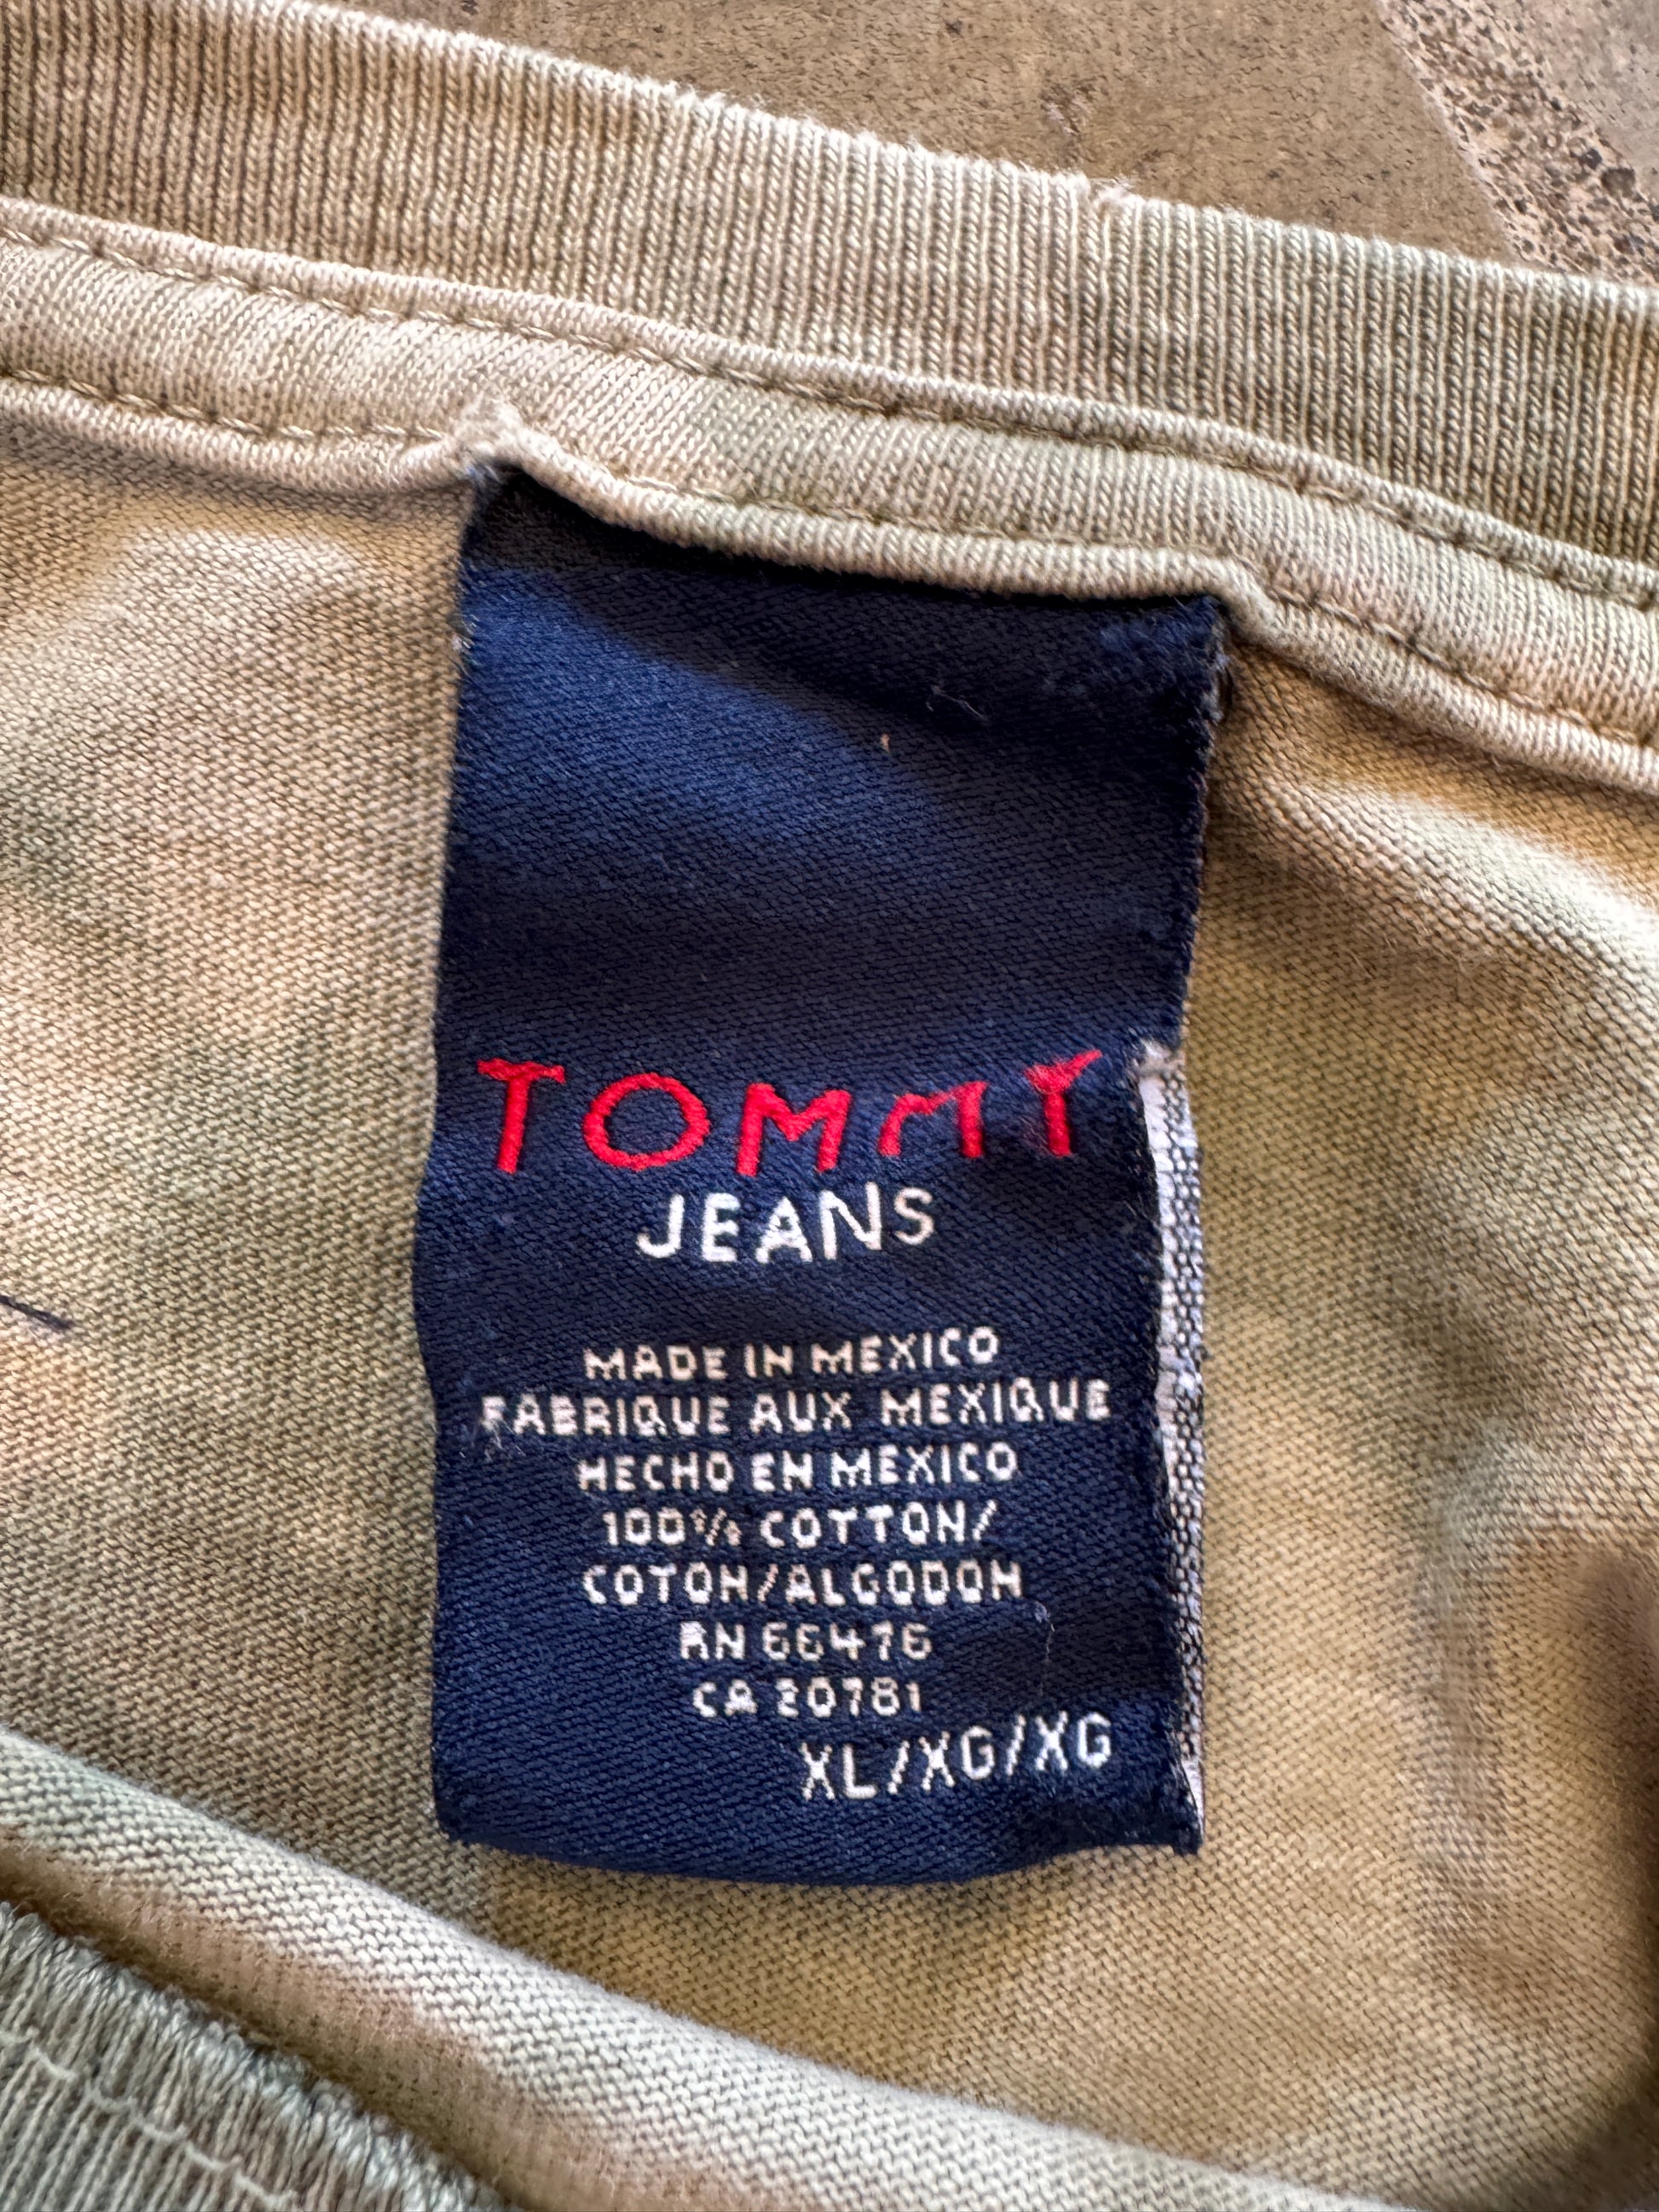 TOMMY
JEANS
MADE IN MEXICO
FABRIQUE AUX MEXIQUE
HECHO EN MEXICO
100% COTTON/
COTON/ALGODON
RN 66476
CA 20781
XL/XG/XG